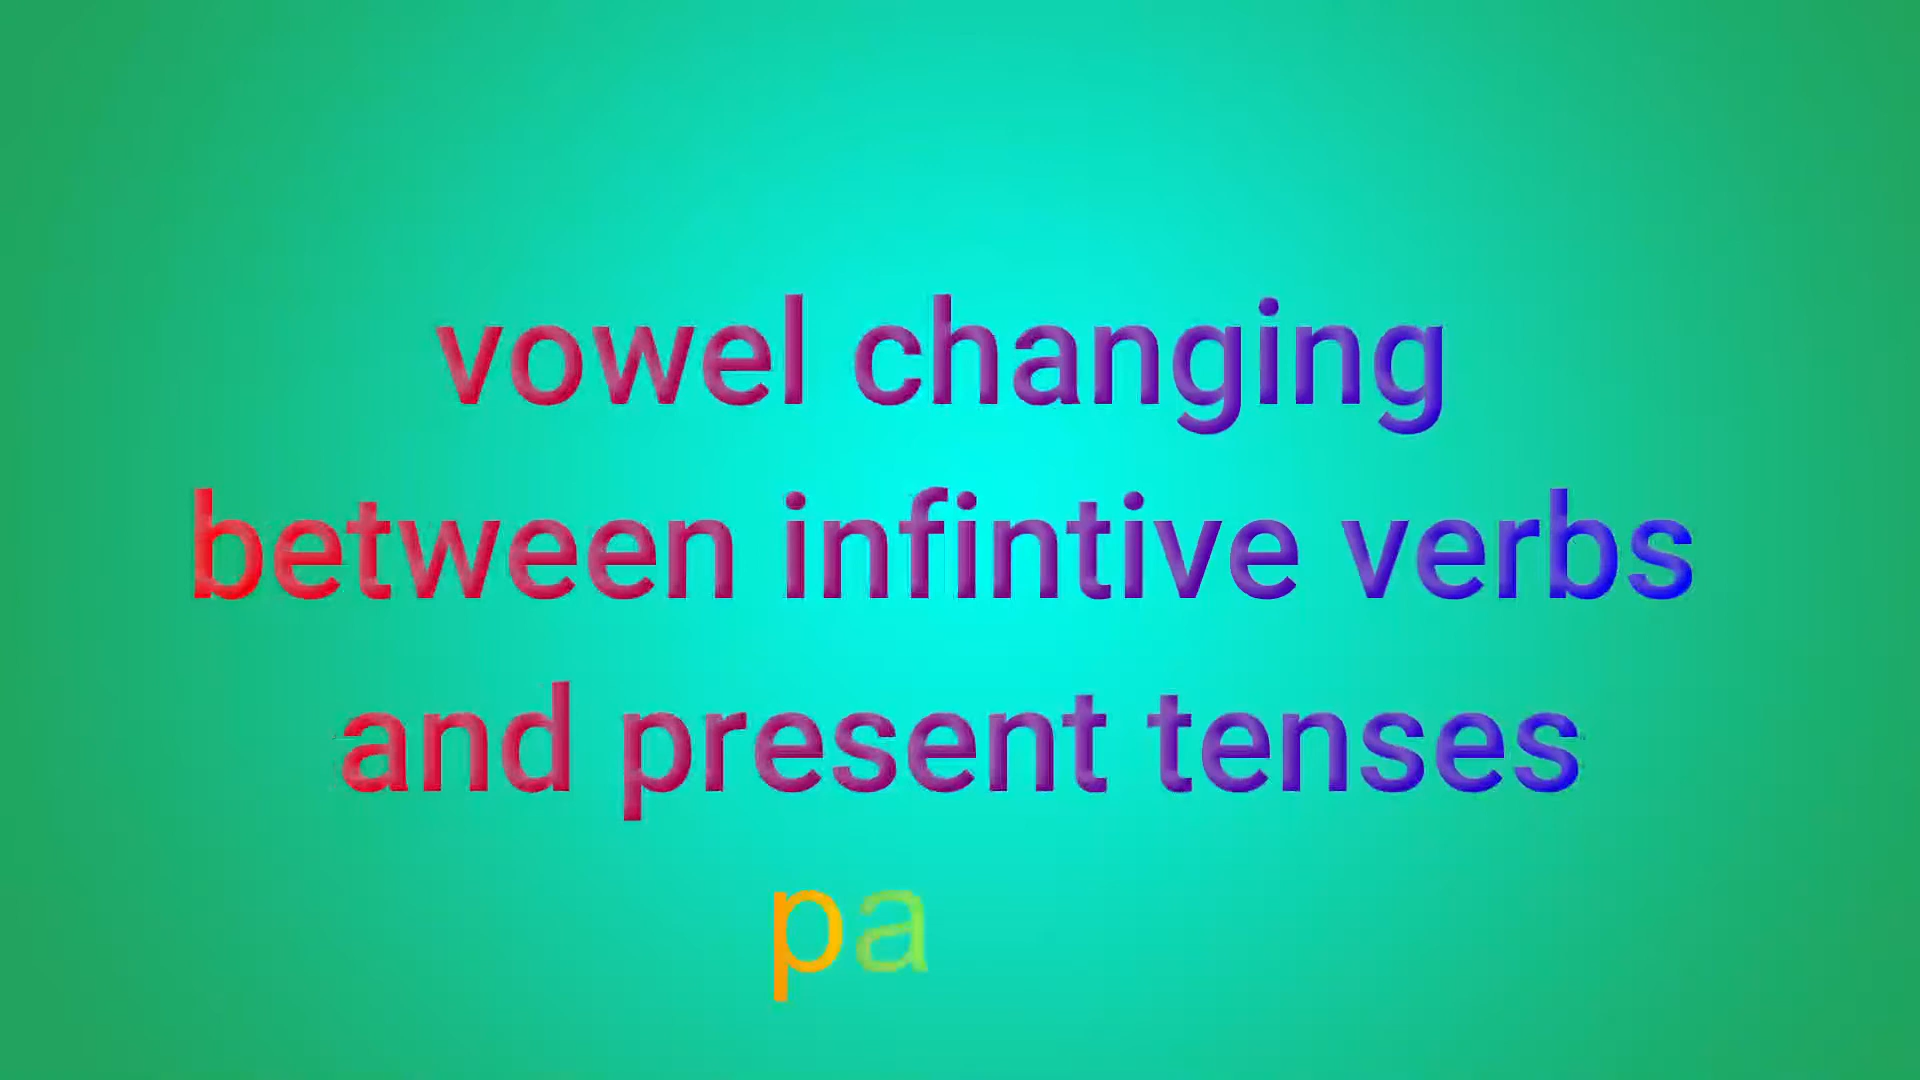 vowel changing
between infintive verbs
and present tenses
pa